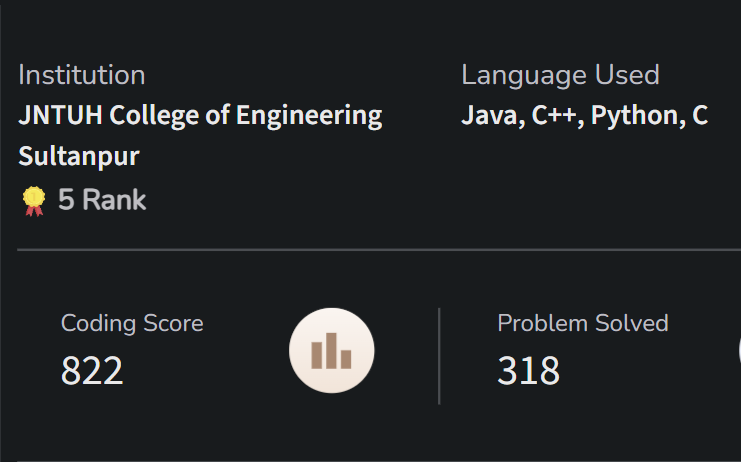 Institution
JNTUH College of Engineering
Sultanpur
5 Rank
Language Used
Java, C++, Python, C
Coding Score
822
Problem Solved
318